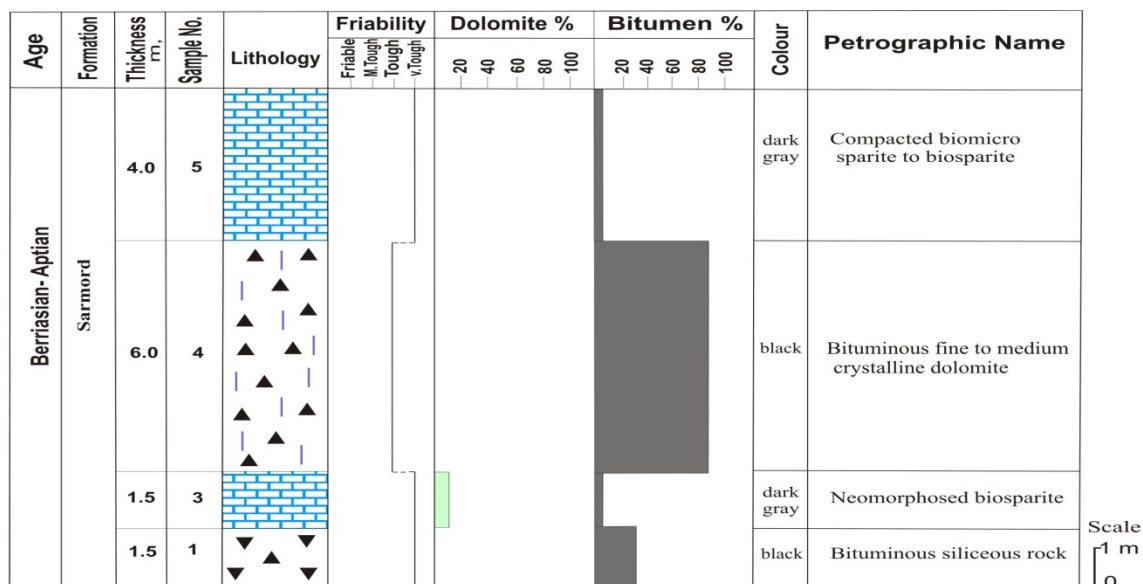 Age
Formation
Thickness m,
Sample No.
Lithology
Friability
Friable
M.Tough
Tough
v.Tough
Dolomite %
20 40 60 80 100
Bitumen %
20 40 60 80 100
Colour
Petrographic Name
Berriasian- Aptian
Sarmord
4.0
5
dark
gray
Compacted biomicro
sparite to biosparite
6.0
4
black
Bituminous fine to medium
crystalline dolomite
1.5
3
dark
gray
Neomorphosed biosparite
1.5
1
black
Bituminous siliceous rock
Scale
1 m
0